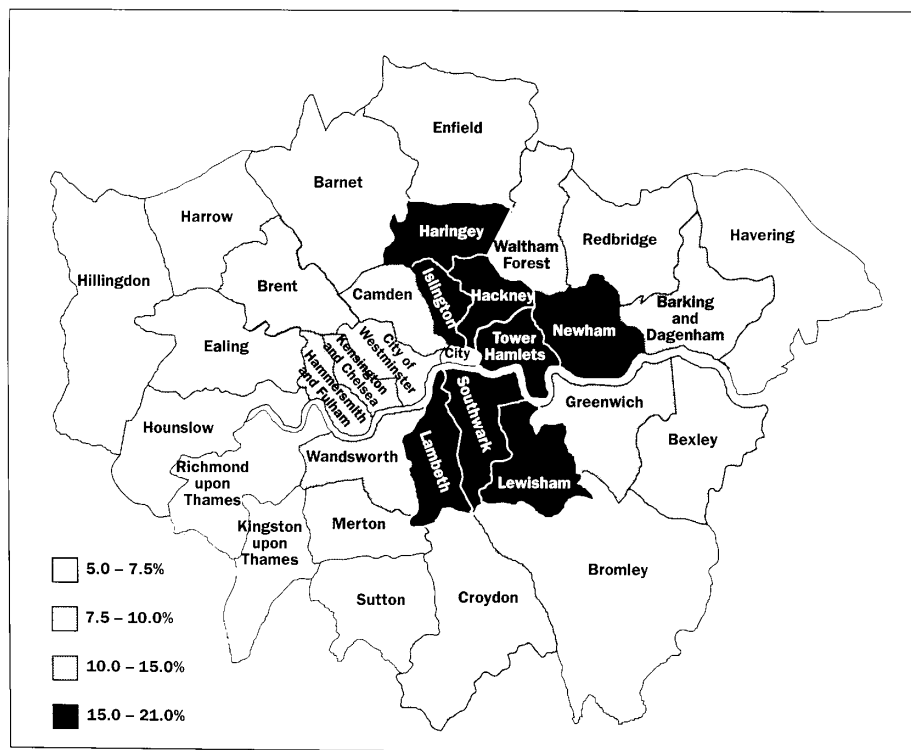 Enfield
Barnet
Harrow
Haringey
Waltham
Forest
Redbridge
Havering
Hillingdon
Brent
Camden
Islington
Hackney
Newham
Barking
and
Dagenham
Ealing
City of
Westminster
Kensington
and Chelsea
Hammersmith
and Fulham
City
Tower
Hamlets
Hounslow
Richmond
upon
Thames
Wandsworth
Lambeth
Southwark
Lewisham
Greenwich
Bexley
Kingston
upon
Thames
Merton
Sutton
Croydon
Bromley
5.0 – 7.5%
7.5 – 10.0%
10.0 – 15.0%
15.0 – 21.0%